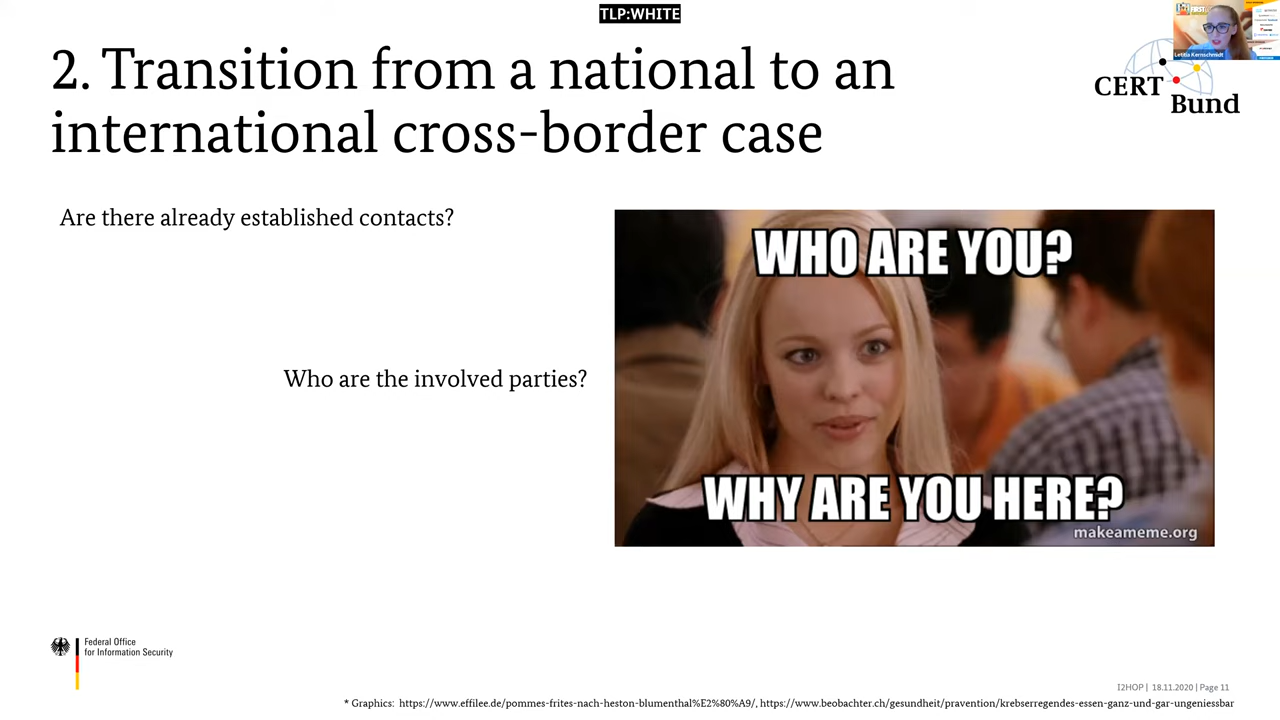 TLP:WHITE
2. Transition from a national to an
international cross-border case
CERT
Bund
FIRST
Letitia Kernschmidt
Are there already established contacts?
Who are the involved parties?
WHO ARE YOU?
WHY ARE YOU HERE?
makeameme.org
Federal Office
for Information Security
I2HOP | 18.11.2020 | Page 11
* Graphics: https://www.effilee.de/pommes-frites-nach-heston-blumenthal%E2%80%A9/, https://www.beobachter.ch/gesundheit/pravention/krebserregendes-essen-ganz-und-gar-ungeniessbar